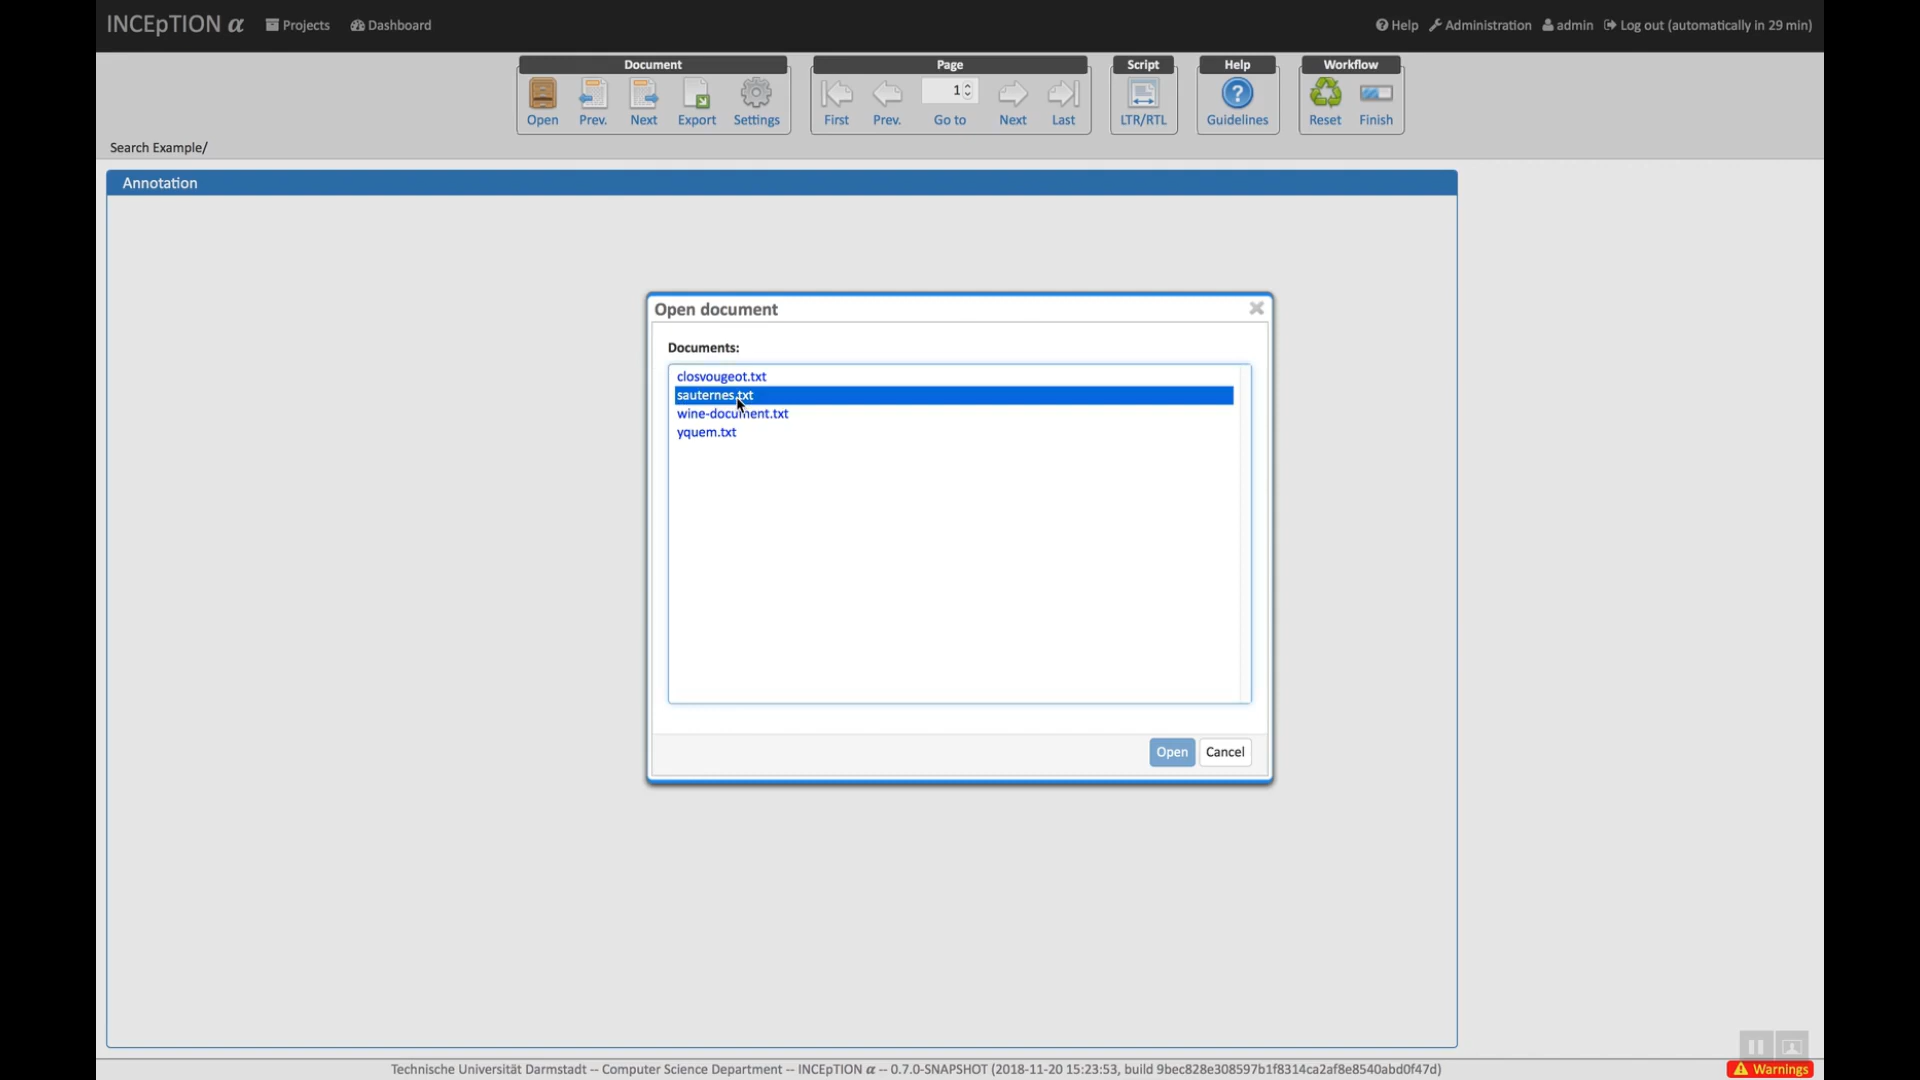 INCEpTION α Projects Dashboard Help Administration admin Log out (automatically in 29 min)
Document Page Script Help Workflow
1
Open Prev. Next Export Settings First Prev. Go to Next Last LTR/RTL Guidelines Reset Finish
Search Example/
Annotation
Open document
Documents:
closvougeot.txt
sauternes.txt
wine-document.txt
yquem.txt
Open Cancel
Technische Universität Darmstadt -- Computer Science Department -- INCEpTION α -- 0.7.0-SNAPSHOT (2018-11-20 15:23:53, build 9bec828e308597b1f8314ca2af8e8540abd0f47d)
Warnings